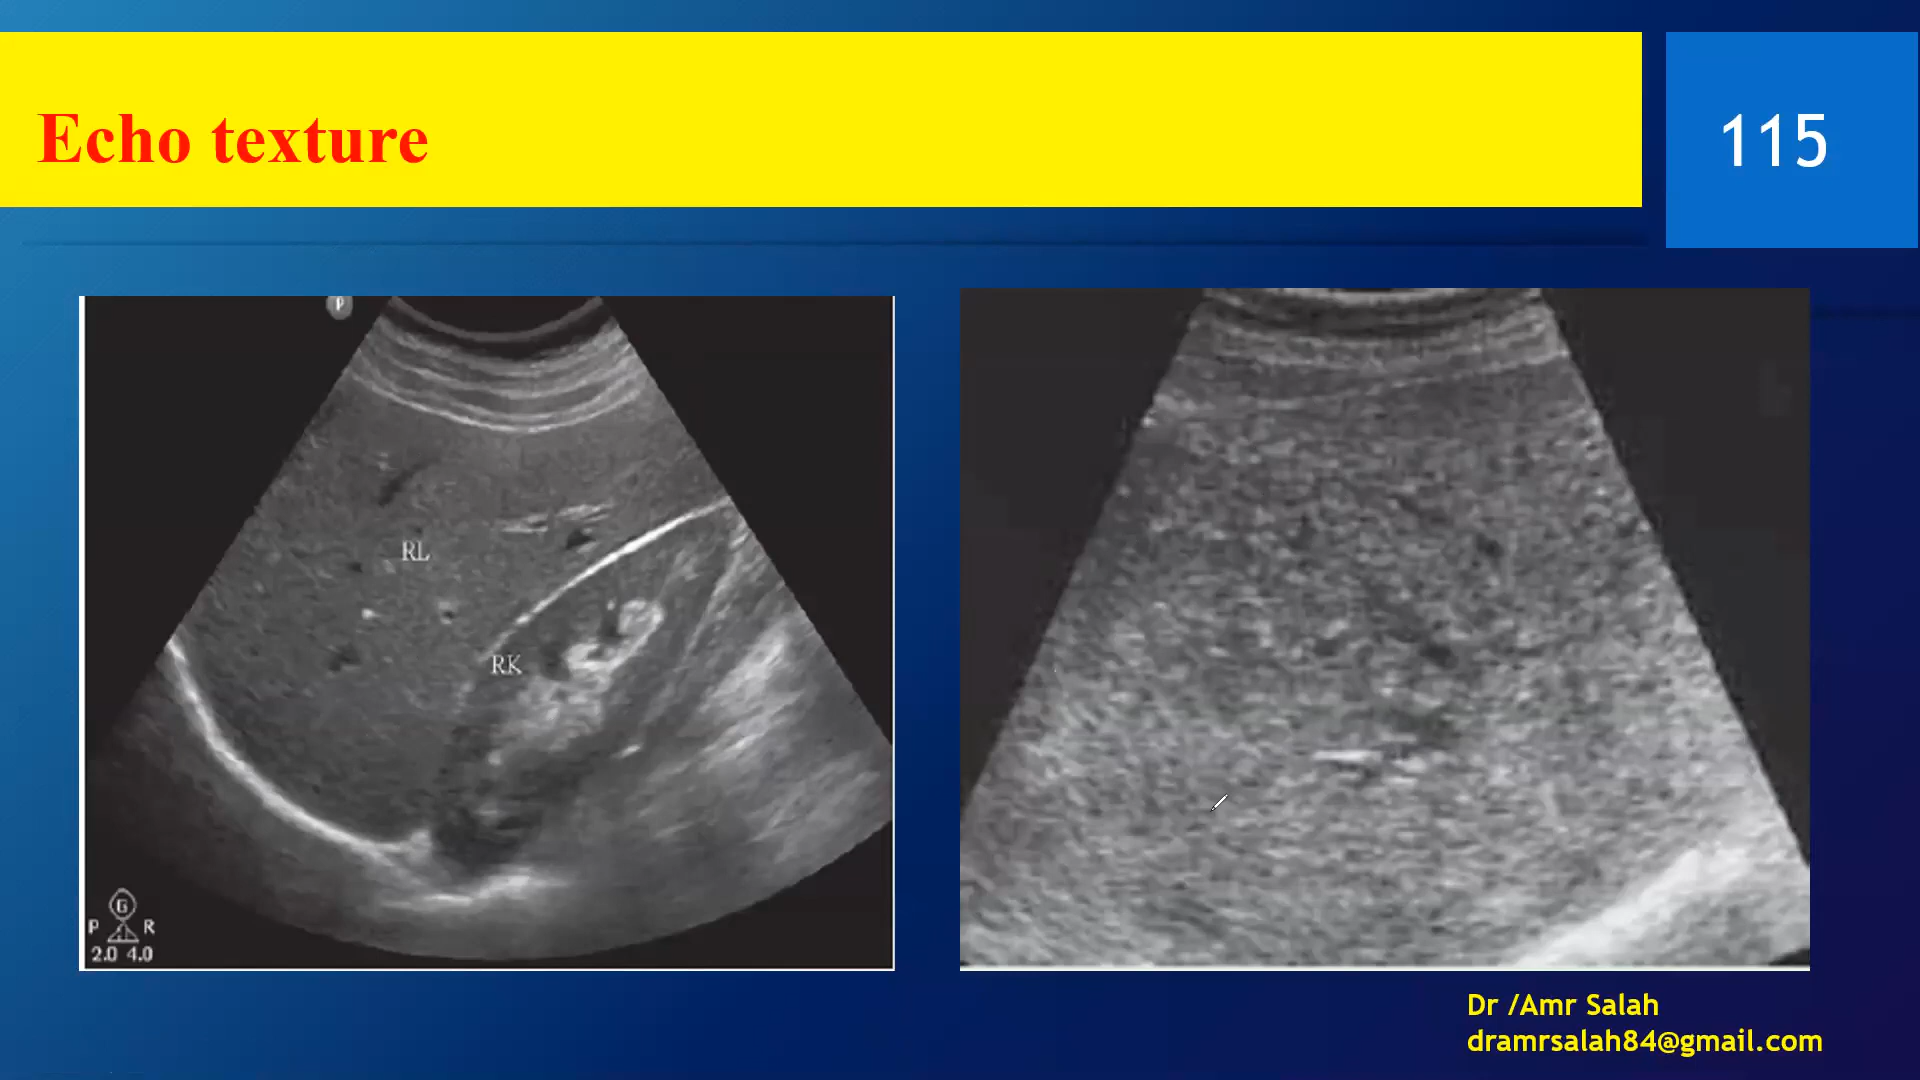 Echo texture
115
P
RL
RK
G
P R
2.0 4.0
Dr /Amr Salah
dramrsalah84@gmail.com